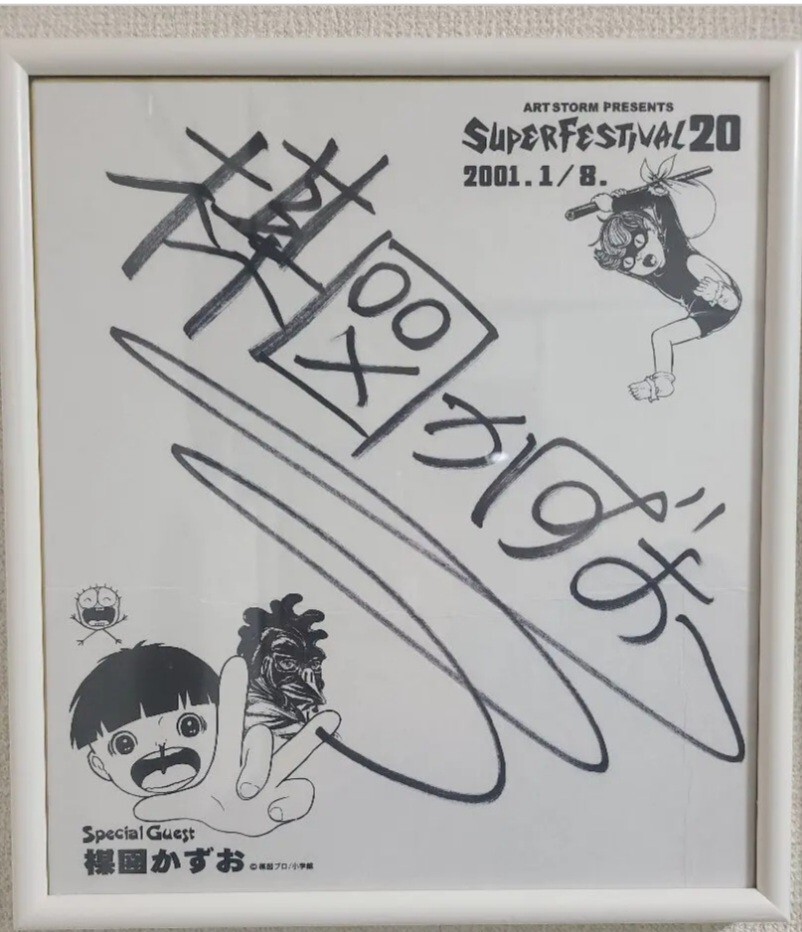 ART STORM PRESENTS
SUPERFESTIVAL 20
2001.1/8.
楳図かずお
Special Guest
楳図かずお ©楳図プロ/小学館